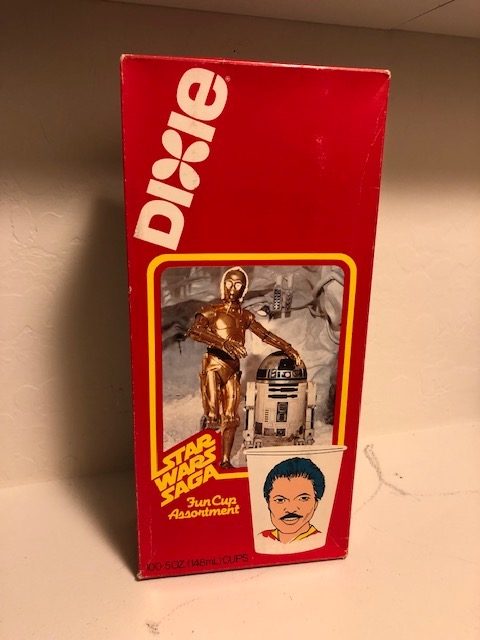 DIXIE®
STAR
WARS
SAGA
Fun Cup
Assortment
100-5 OZ. (148 mL) CUPS